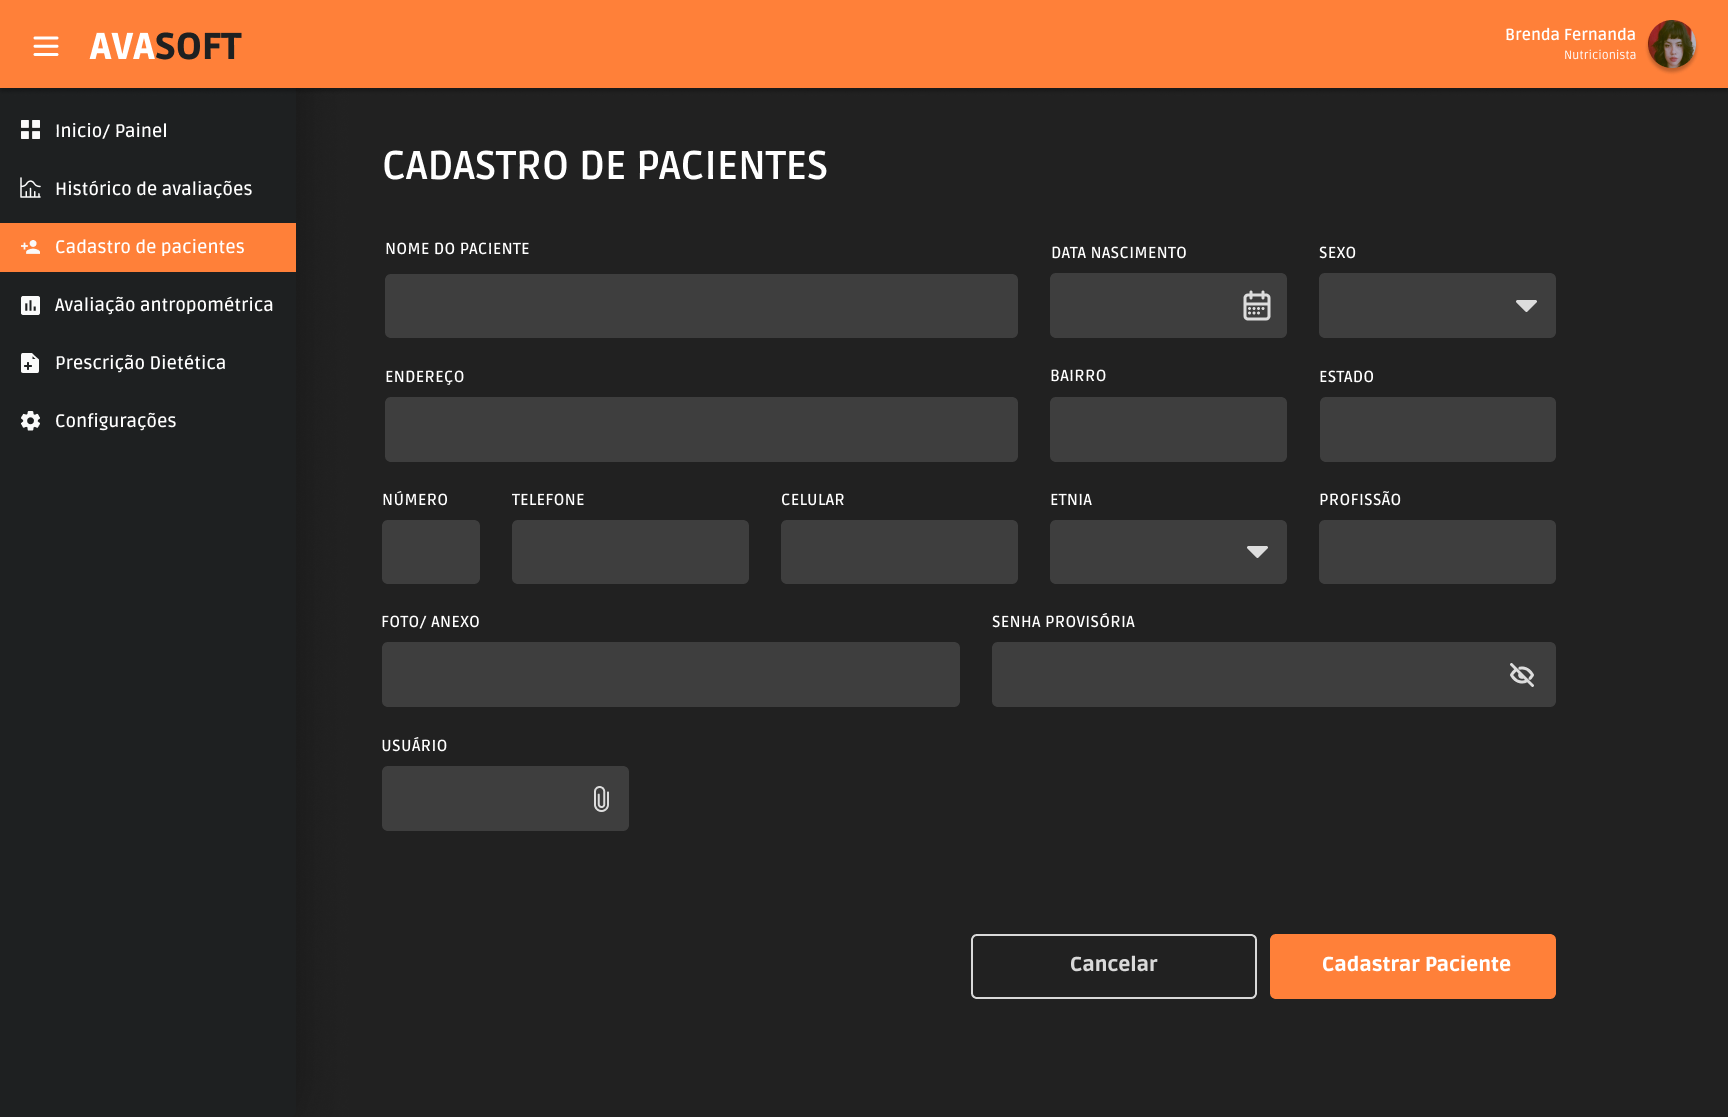 AVASOFT
Brenda Fernanda
Nutricionista
Inicio/ Painel
Histórico de avaliações
Cadastro de pacientes
Avaliação antropométrica
Prescrição Dietética
Configurações
CADASTRO DE PACIENTES
NOME DO PACIENTE
DATA NASCIMENTO
SEXO
ENDEREÇO
BAIRRO
ESTADO
NÚMERO
TELEFONE
CELULAR
ETNIA
PROFISSÃO
FOTO/ ANEXO
SENHA PROVISÓRIA
USUÁRIO
Cancelar
Cadastrar Paciente